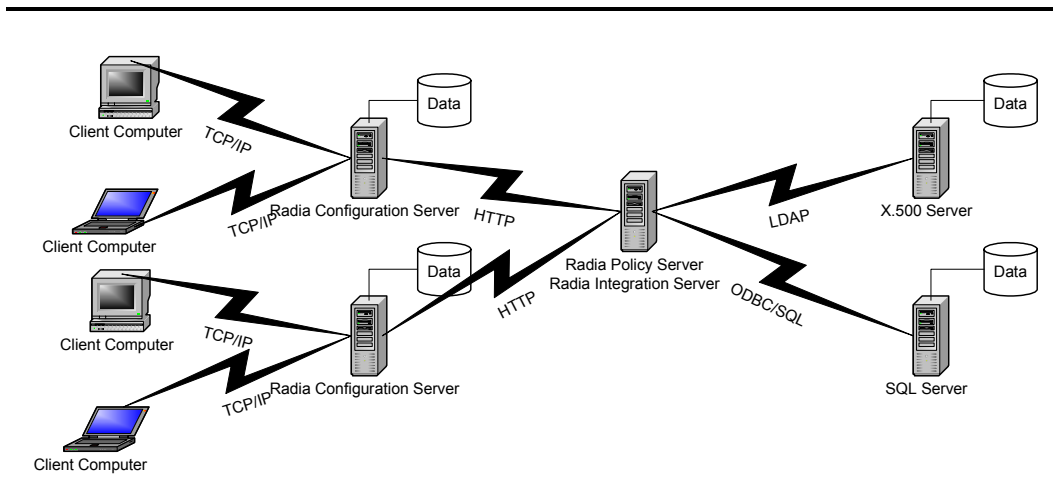 Data
Data
Client Computer
TCP/IP
Radia Configuration Server
HTTP
LDAP
X.500 Server
TCP/IP
Client Computer
Radia Policy Server
Radia Integration Server
Data
Data
HTTP
ODBC/SQL
TCP/IP
Client Computer
Radia Configuration Server
SQL Server
TCP/IP
Client Computer